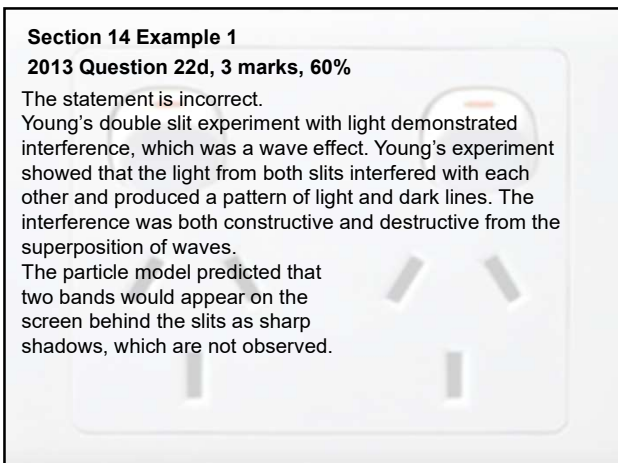 Section 14 Example 1
2013 Question 22d, 3 marks, 60%
The statement is incorrect.
Young's double slit experiment with light demonstrated
interference, which was a wave effect. Young's experiment
showed that the light from both slits interfered with each
other and produced a pattern of light and dark lines. The
interference was both constructive and destructive from the
superposition of waves.
The particle model predicted that
two bands would appear on the
screen behind the slits as sharp
shadows, which are not observed.